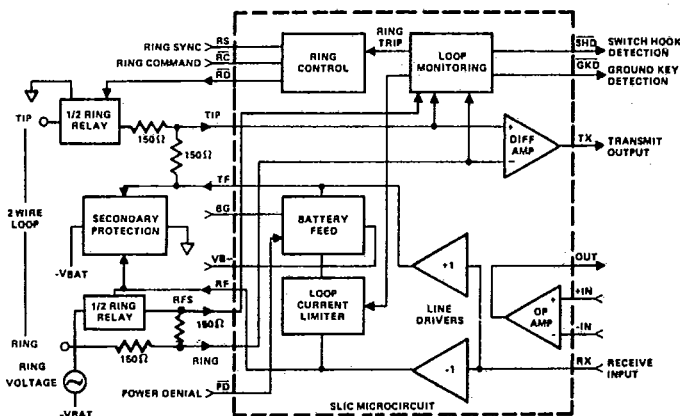 RING SYNC
RS
RING COMMAND
RC
RD
RING CONTROL
RING TRIP
LOOP MONITORING
SHD
SWITCH HOOK DETECTION
GKD
GROUND KEY DETECTION
TIP
1/2 RING RELAY
150Ω
TIP
150Ω
+
DIFF AMP
−
TX
TRANSMIT OUTPUT
2 WIRE LOOP
SECONDARY PROTECTION
-VBAT
TF
BG
BATTERY FEED
VB-
RF
LOOP CURRENT LIMITER
+1
LINE DRIVERS
-1
OUT
+IN
+
OP AMP
-
-IN
1/2 RING RELAY
RFS
150Ω
RING
150Ω
RING
RX
RECEIVE INPUT
RING VOLTAGE
-VBAT
POWER DENIAL
PD
SLIC MICROCIRCUIT